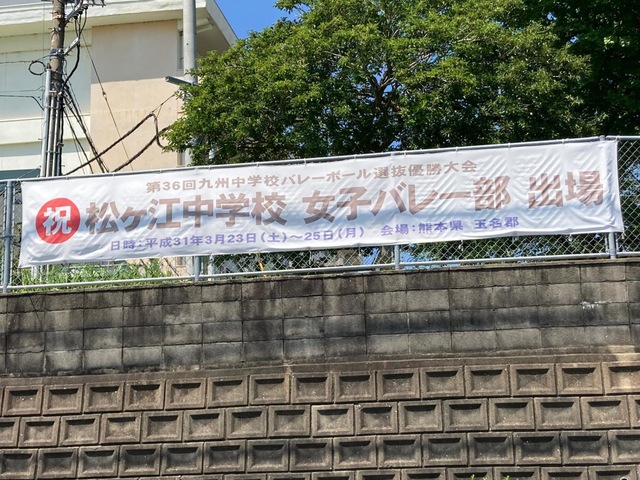 第36回九州中学校バレーボール選抜優勝大会
祝 松ヶ江中学校 女子バレー部 出場
日時：平成31年3月23日（土）～25日（月） 会場：熊本県 玉名郡